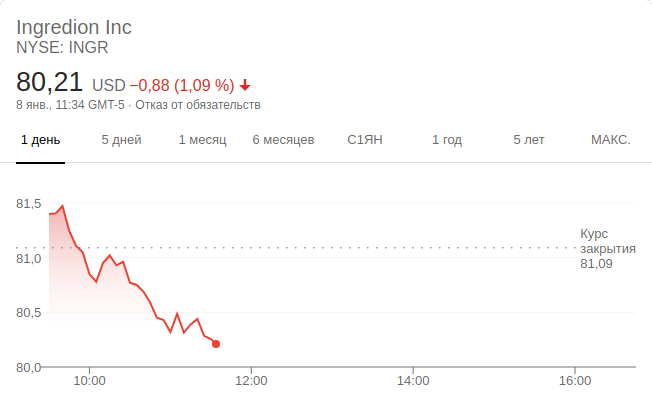 Ingredion Inc
NYSE: INGR
80,21 USD −0,88 (1,09 %)
8 янв., 11:34 GMT-5 · Отказ от обязательств
1 день 5 дней 1 месяц 6 месяцев С1ЯН 1 год 5 лет МАКС.
81,5
Курс
закрытия
81,09
81,0
80,5
80,0
10:00 12:00 14:00 16:00